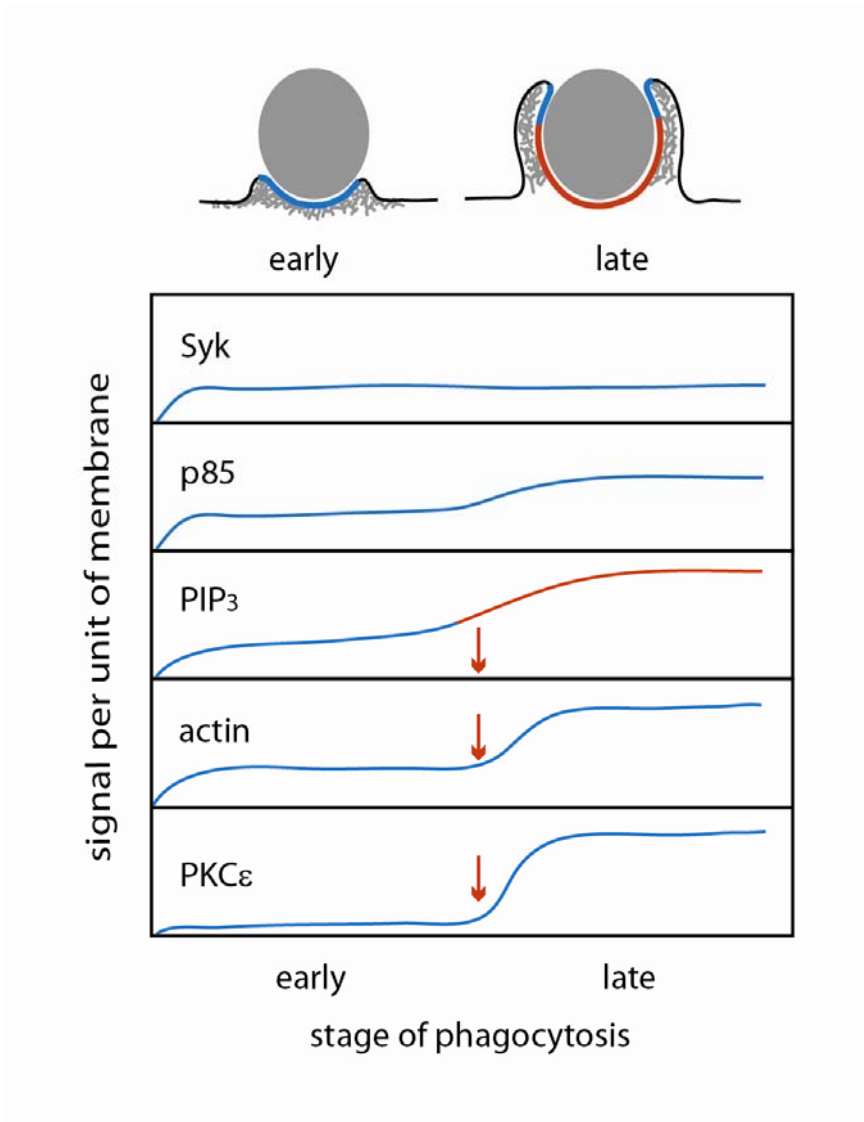 early late
signal per unit of membrane
Syk
p85
PIP3
actin
PKCε
early late
stage of phagocytosis